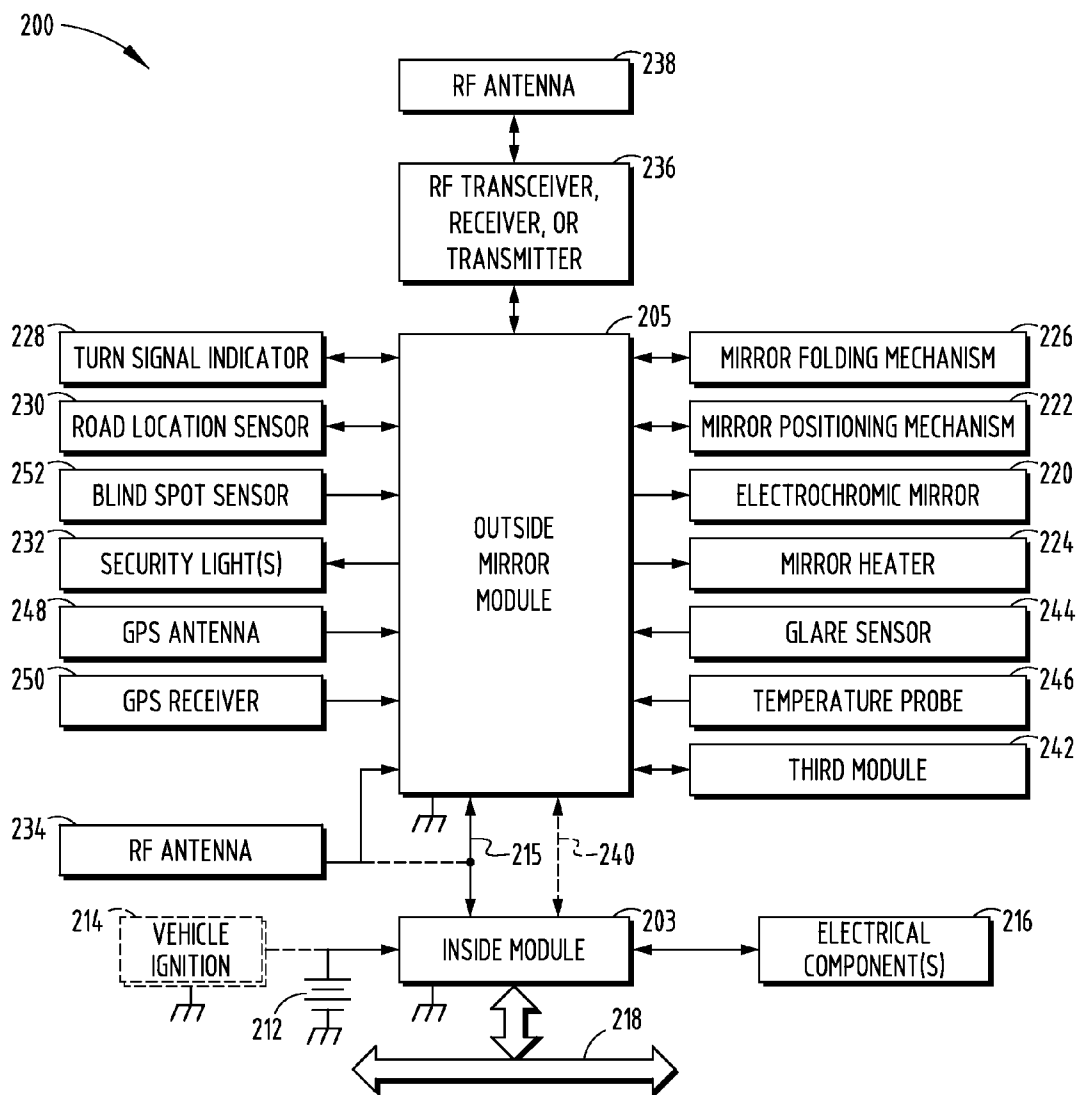 200
RF ANTENNA
238
RF TRANSCEIVER,
RECEIVER, OR
TRANSMITTER
236
205
OUTSIDE
MIRROR
MODULE
228
TURN SIGNAL INDICATOR
230
ROAD LOCATION SENSOR
252
BLIND SPOT SENSOR
232
SECURITY LIGHT(S)
248
GPS ANTENNA
250
GPS RECEIVER
234
RF ANTENNA
MIRROR FOLDING MECHANISM
226
MIRROR POSITIONING MECHANISM
222
ELECTROCHROMIC MIRROR
220
MIRROR HEATER
224
GLARE SENSOR
244
TEMPERATURE PROBE
246
THIRD MODULE
242
215
240
214
VEHICLE
IGNITION
212
INSIDE MODULE
203
ELECTRICAL
COMPONENT(S)
216
218